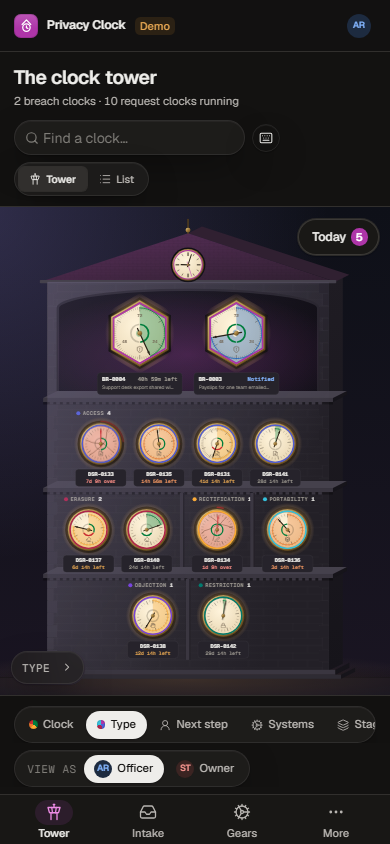 Privacy Clock Demo AR
The clock tower
2 breach clocks · 10 request clocks running
Find a clock...
Tower List
Today 5
BR-0004 40h 59m left
Support desk export shared wi...
BR-0003 Notified
Payslips for one team emailed...
ACCESS 4
DSR-0133
7d 9h over
DSR-0135
14h 58m left
DSR-0131
41d 14h left
DSR-0141
28d 14h left
ERASURE 2
RECTIFICATION 1
PORTABILITY 1
DSR-0137
6d 14h left
DSR-0140
24d 14h left
DSR-0134
1d 9h over
DSR-0136
3d 14h left
OBJECTION 1
RESTRICTION 1
DSR-0138
12d 14h left
DSR-0142
29d 14h left
TYPE
Clock Type Next step Systems Stag
VIEW AS AR Officer ST Owner
Tower Intake Gears More